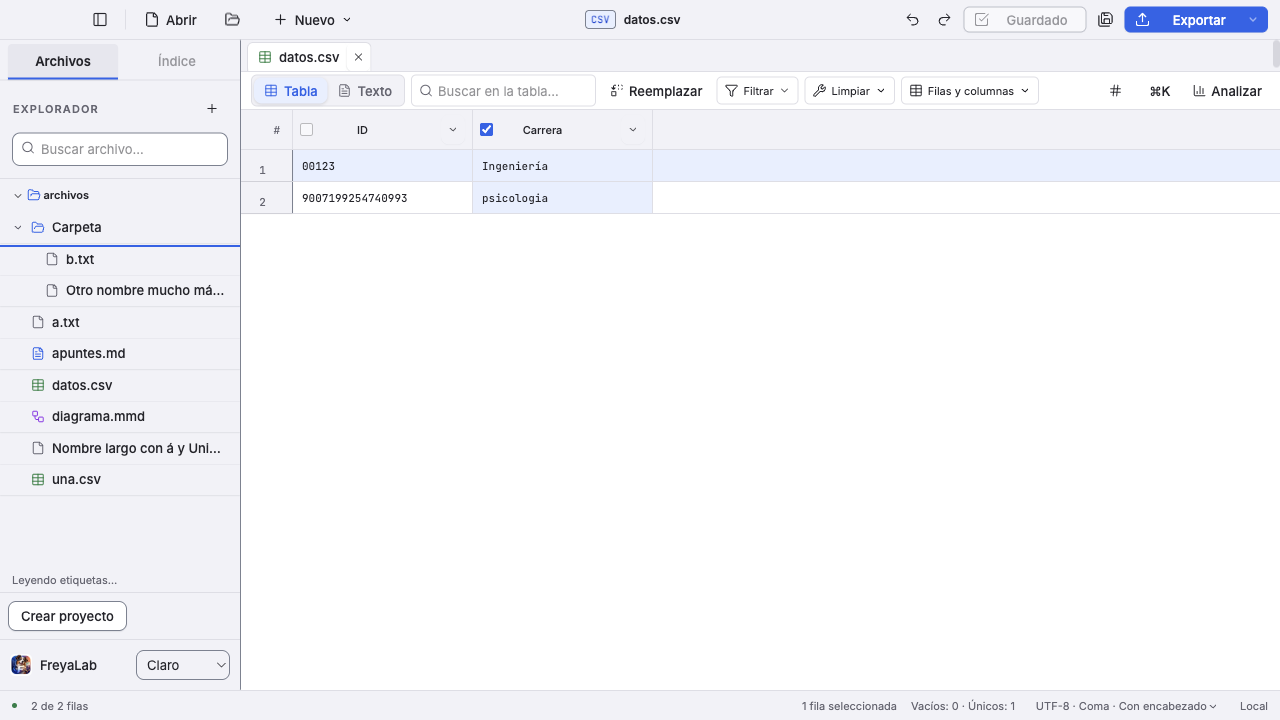 Abrir
Nuevo
CSV datos.csv
Guardado
Exportar
Archivos
Índice
datos.csv
EXPLORADOR
Tabla
Texto
Buscar en la tabla...
Reemplazar
Filtrar
Limpiar
Filas y columnas
#
⌘K
Analizar
Buscar archivo...
# ID Carrera
1 00123 Ingeniería
2 9007199254740993 psicologia
archivos
Carpeta
b.txt
Otro nombre mucho má...
a.txt
apuntes.md
datos.csv
diagrama.mmd
Nombre largo con á y Uni...
una.csv
Leyendo etiquetas...
Crear proyecto
FreyaLab
Claro
2 de 2 filas
1 fila seleccionada
Vacíos: 0 · Únicos: 1
UTF-8 · Coma · Con encabezado
Local